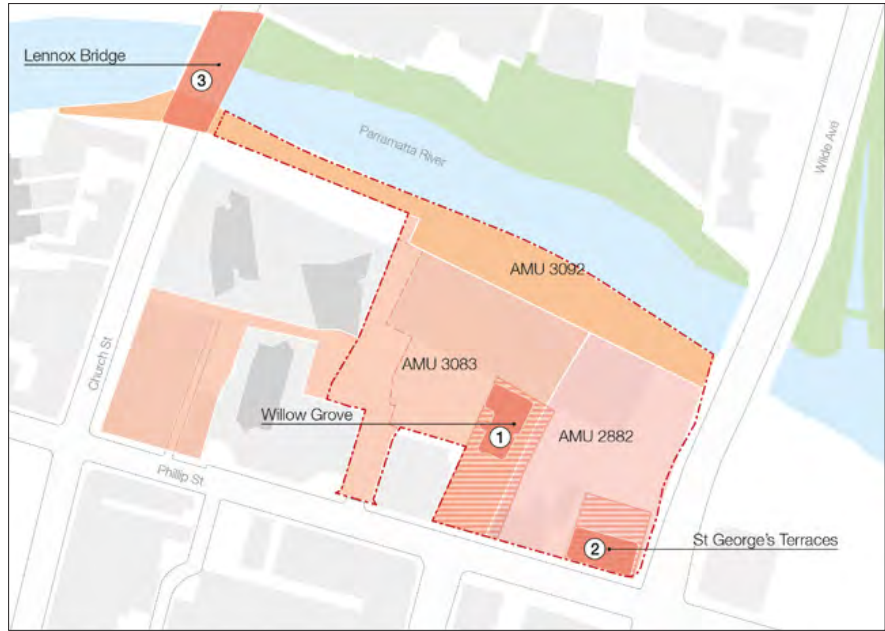 Lennox Bridge
3
Parramatta River
Wilde Ave
AMU 3092
Church St
AMU 3083
Willow Grove
1
AMU 2882
Phillip St
2
St George's Terraces